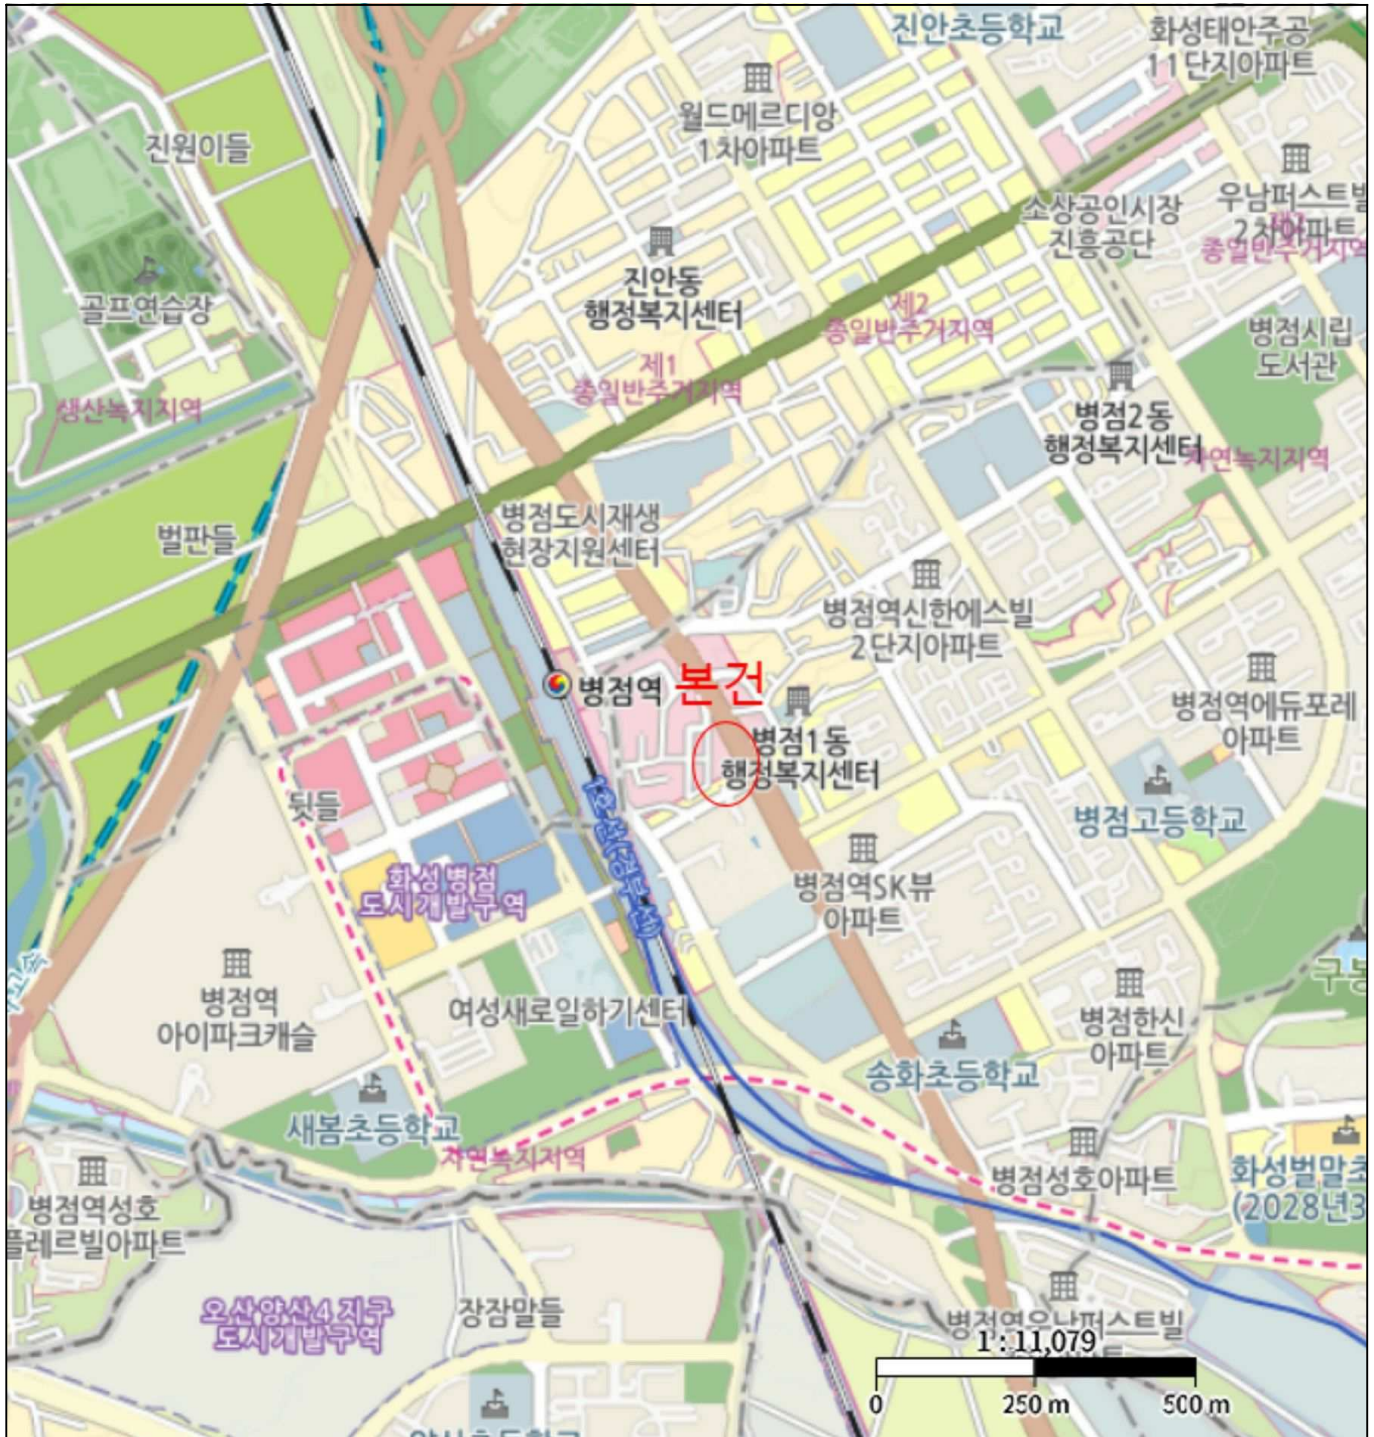 진안초등학교
화성태안주공
11단지아파트
월드메르디앙
1차아파트
진원이들
우남퍼스트빌
2차아파트
종일반주거지역
소상공인시장
진흥공단
진안동
행정복지센터
골프연습장
제2
종일반주거지역
병점시립
도서관
제1
종일반주거지역
생산녹지지역
병점2동
행정복지센터
자연녹지지역
벌판들
병점도시재생
현장지원센터
병점역신한에스빌
2단지아파트
병점역
본건
병점역에듀포레
아파트
병점1동
행정복지센터
뒷들
병점고등학교
화성병점
도시개발구역
병점역SK뷰
아파트
병점역
아이파크캐슬
여성새로일하기센터
병점한신
아파트
송화초등학교
새봄초등학교
자연녹지지역
병점성호아파트
화성벌말초
(2028년3
병점역성호
플레르빌아파트
오산양산4지구
도시개발구역
장잠말들
병점역우남퍼스트빌
1 : 11,079
0
250 m
500 m